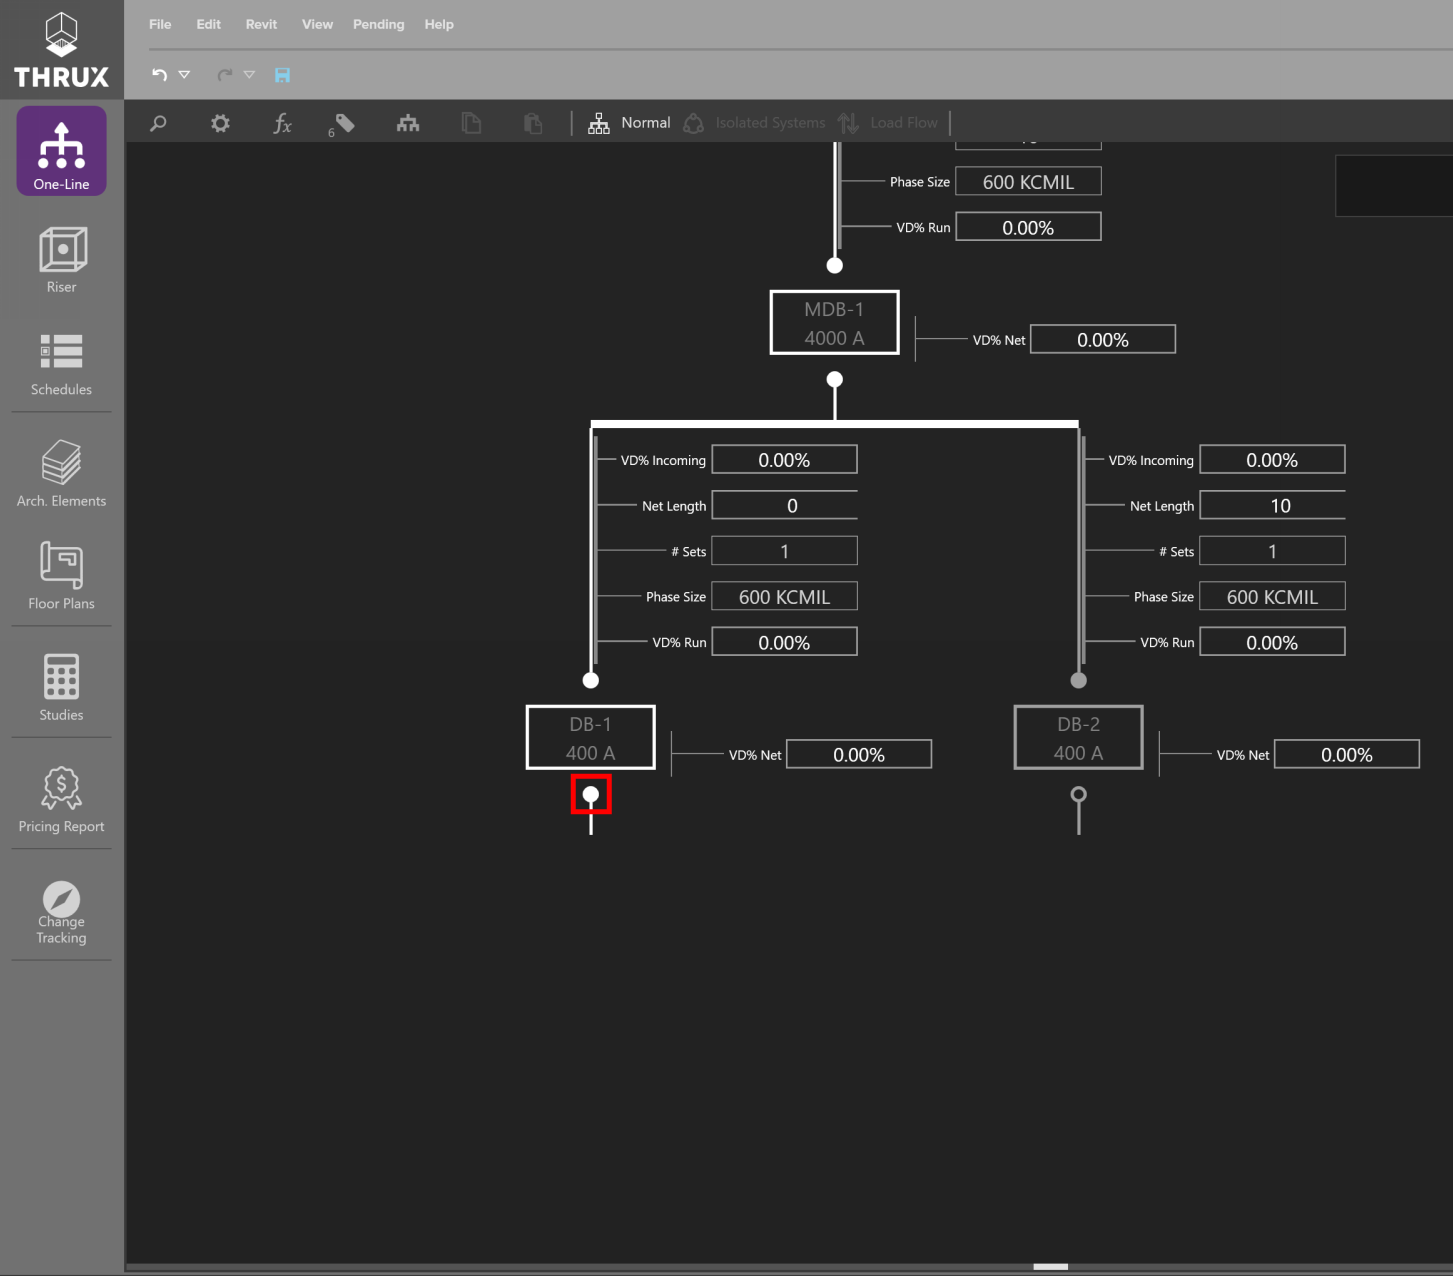 THRUX
File Edit Revit View Pending Help
6
Normal Isolated Systems Load Flow
One-Line
Riser
Schedules
Arch. Elements
Floor Plans
Studies
Pricing Report
Change
Tracking
Phase Size 600 KCMIL
VD% Run 0.00%
MDB-1
4000 A
VD% Net 0.00%
VD% Incoming 0.00%
Net Length 0
# Sets 1
Phase Size 600 KCMIL
VD% Run 0.00%
VD% Incoming 0.00%
Net Length 10
# Sets 1
Phase Size 600 KCMIL
VD% Run 0.00%
DB-1
400 A
VD% Net 0.00%
DB-2
400 A
VD% Net 0.00%